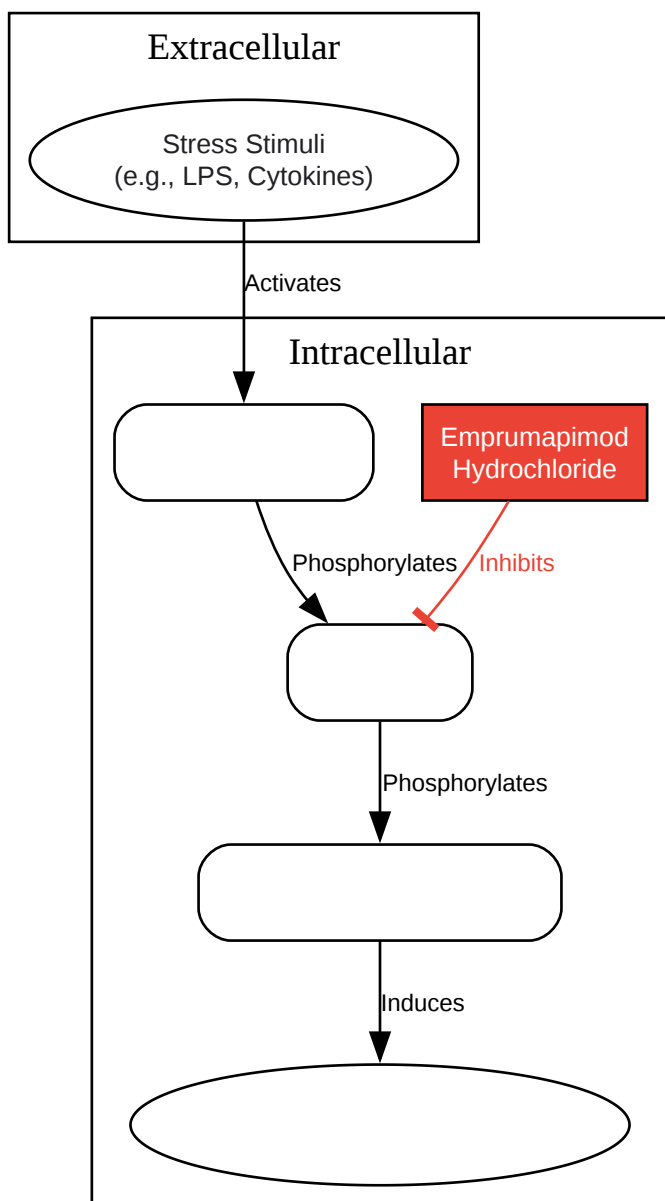 Extracellular
Stress Stimuli
(e.g., LPS, Cytokines)
Activates
Intracellular
Emprumapimod
Hydrochloride
Phosphorylates
Inhibits
Phosphorylates
Induces